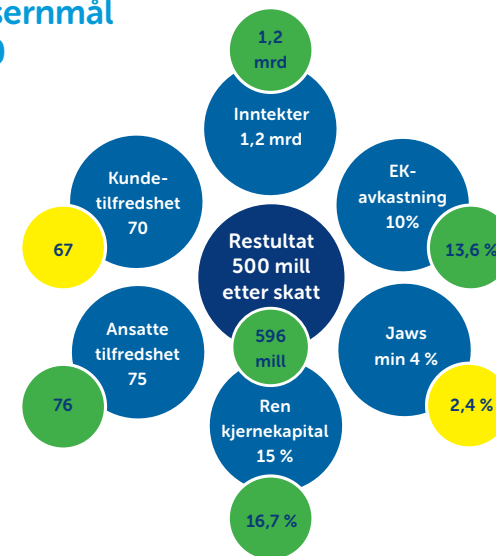 sernmål
1,2
mrd
Inntekter
1,2 mrd
Kunde-
tilfredshet
70
67
EK-
avkastning
10%
13,6 %
Restultat
500 mill
etter skatt
596
mill
Ansatte
tilfredshet
75
76
Jaws
min 4 %
2,4 %
Ren
kjernekapital
15 %
16,7 %